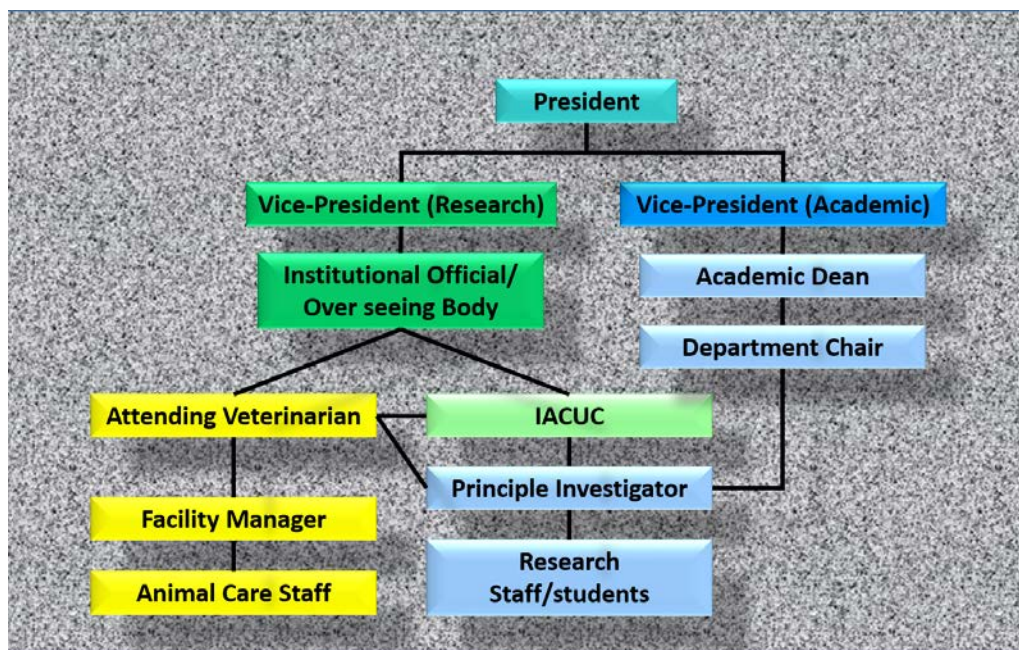 President
Vice-President (Research)
Vice-President (Academic)
Institutional Official/
Over seeing Body
Academic Dean
Department Chair
Attending Veterinarian
IACUC
Principle Investigator
Facility Manager
Research
Staff/students
Animal Care Staff